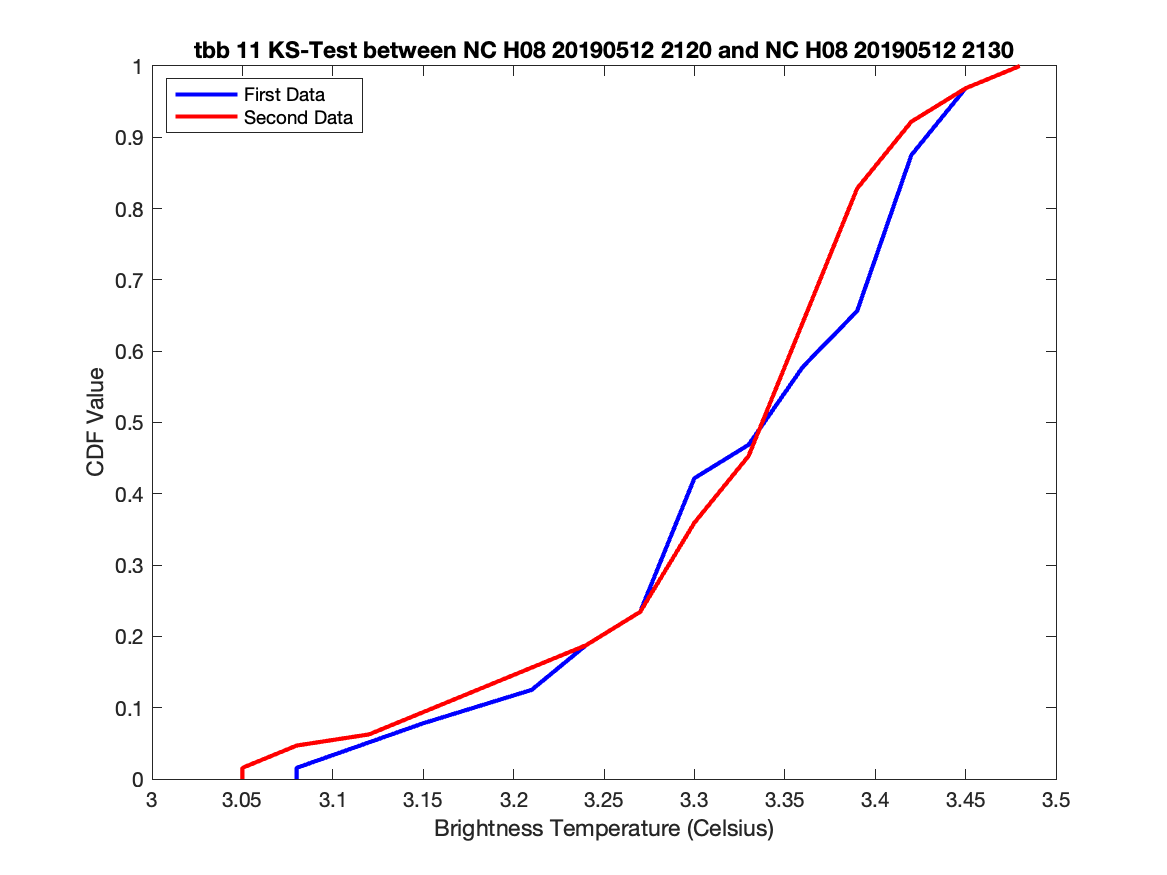 tbb 11 KS-Test between NC H08 20190512 2120 and NC H08 20190512 2130
First Data
Second Data
1
0.9
0.8
0.7
0.6
0.5
0.4
0.3
0.2
0.1
0
CDF Value
3 3.05 3.1 3.15 3.2 3.25 3.3 3.35 3.4 3.45 3.5
Brightness Temperature (Celsius)